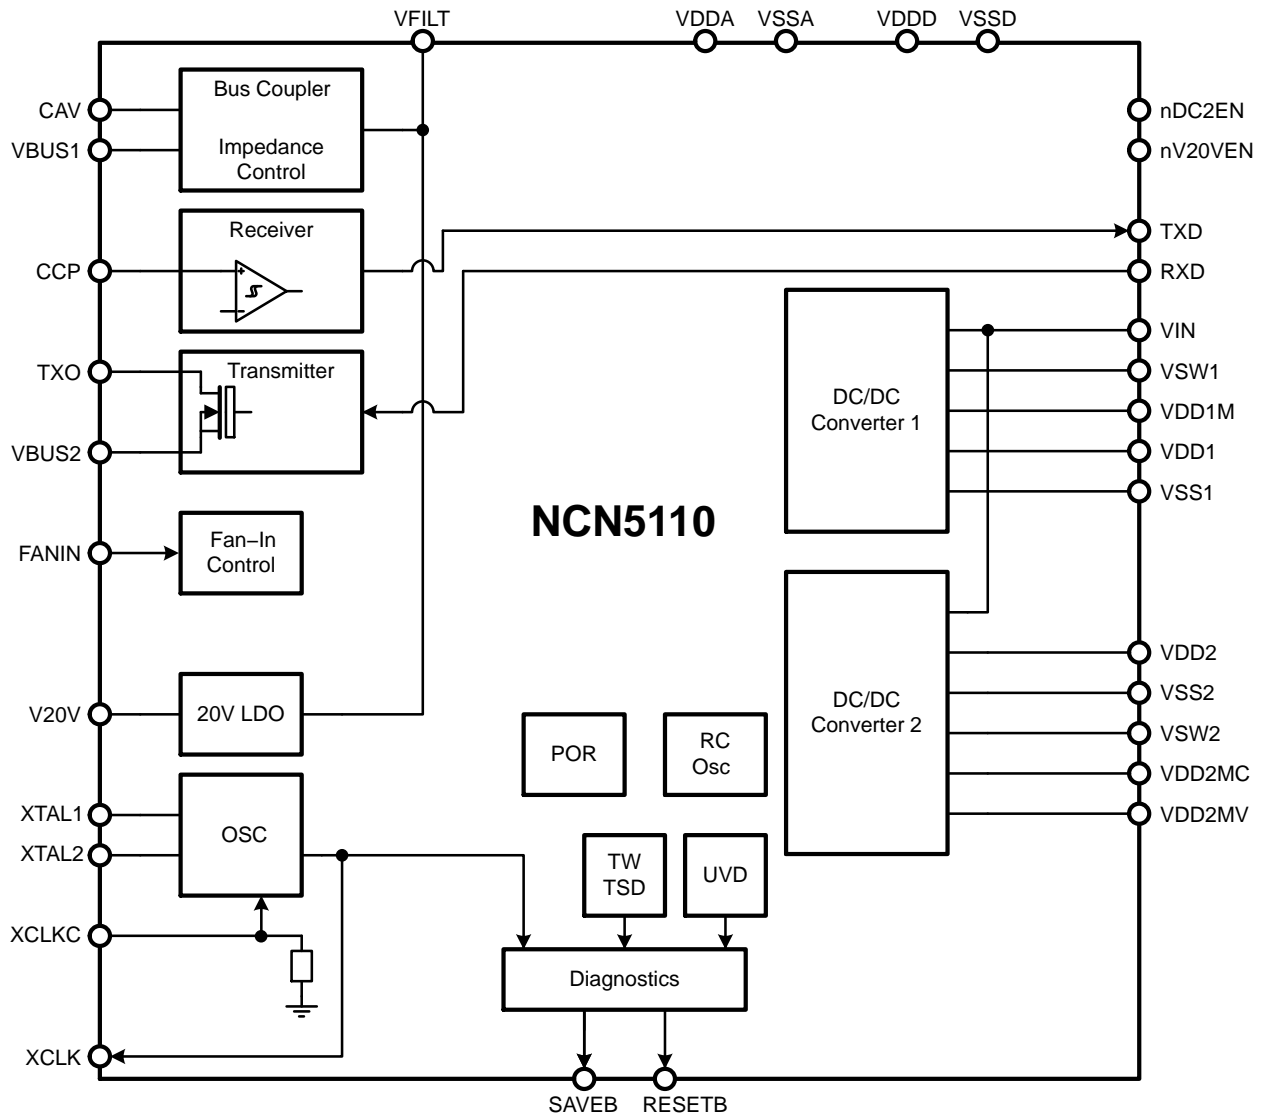 VFILT
VDDA
VSSA
VDDD
VSSD
CAV
VBUS1
Bus Coupler
Impedance
Control
nDC2EN
nV20VEN
CCP
Receiver
+
TXD
RXD
TXO
VBUS2
Transmitter
DC/DC
Converter 1
VIN
VSW1
VDD1M
VDD1
VSS1
NCN5110
FANIN
Fan−In
Control
V20V
20V LDO
DC/DC
Converter 2
VDD2
VSS2
VSW2
VDD2MC
VDD2MV
POR
RC
Osc
XTAL1
XTAL2
OSC
TW
TSD
UVD
XCLKC
Diagnostics
XCLK
SAVEB
RESETB